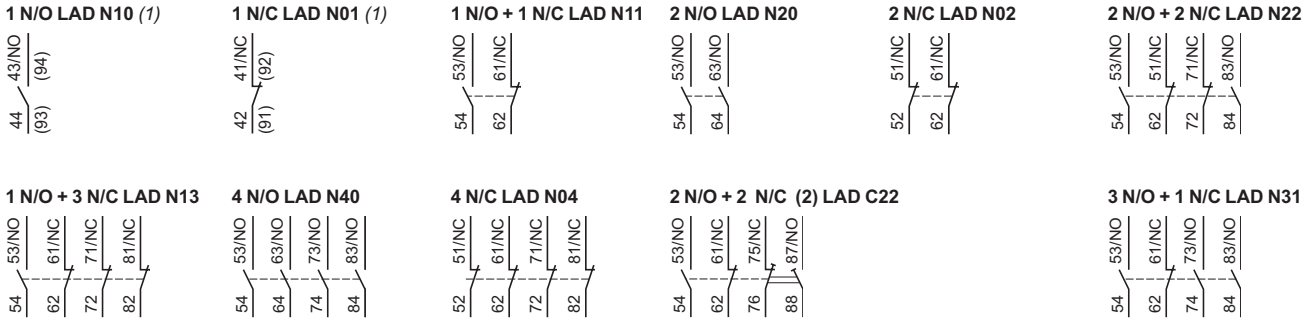 1 N/O LAD N10 (1)
43/NO
(94)
44
(93)
1 N/C LAD N01 (1)
41/NC
(92)
42
(91)
1 N/O + 1 N/C LAD N11
53/NO
61/NC
54
62
2 N/O LAD N20
53/NO
63/NO
54
64
2 N/C LAD N02
51/NC
61/NC
52
62
2 N/O + 2 N/C LAD N22
53/NO
51/NC
71/NC
83/NO
54
62
72
84
1 N/O + 3 N/C LAD N13
53/NO
61/NC
71/NC
81/NC
54
62
72
82
4 N/O LAD N40
53/NO
63/NO
73/NO
83/NO
54
64
74
84
4 N/C LAD N04
51/NC
61/NC
71/NC
81/NC
52
62
72
82
2 N/O + 2 N/C (2) LAD C22
53/NO
61/NC
75/NC
87/NO
54
62
76
88
3 N/O + 1 N/C LAD N31
53/NO
61/NC
73/NO
83/NO
54
62
74
84